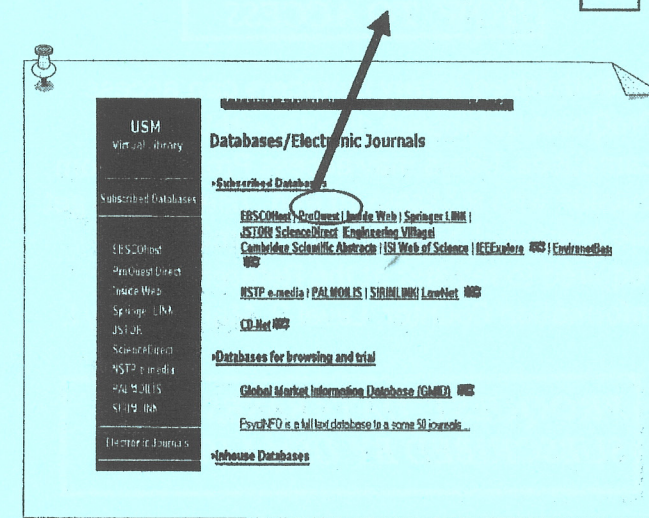 USM
Virtual Library
Subscribed Databases
EBSCOhost
ProQuest Direct
Inside Web
Springer LINK
JSTOR
ScienceDirect
NSTP e-media
PALMOILIS
SIRIMLINK
Electronic Journals
Databases/Electronic Journals
▸Subscribed Databases
EBSCOHost | ProQuest | Inside Web | Springer LINK |
JSTOR| ScienceDirect Engineering Village|
Cambridge Scientific Abstracts | ISI Web of Science | IEEExplore | EnvironetBase
NSTP e.media | PALMOILIS | SIRIMLINK| LawNet
CD-Net
▸Databases for browsing and trial
Global Market Information Database (GMID)
PsycINFO is a full text database to a some 50 journals ...
▸Inhouse Databases